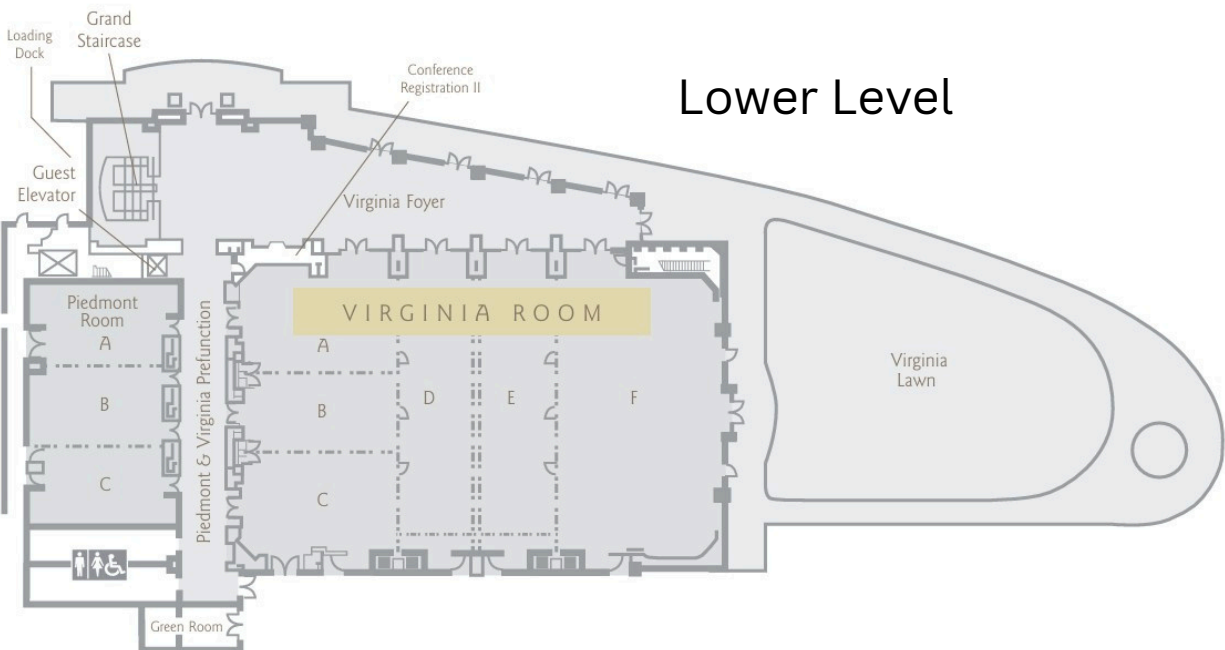 Grand
Staircase
Loading
Dock
Conference
Registration II
Lower Level
Guest
Elevator
Virginia Foyer
Piedmont
Room
A
B
C
Piedmont & Virginia Prefunction
VIRGINIA ROOM
A
B
C
D
E
F
Virginia
Lawn
Green Room